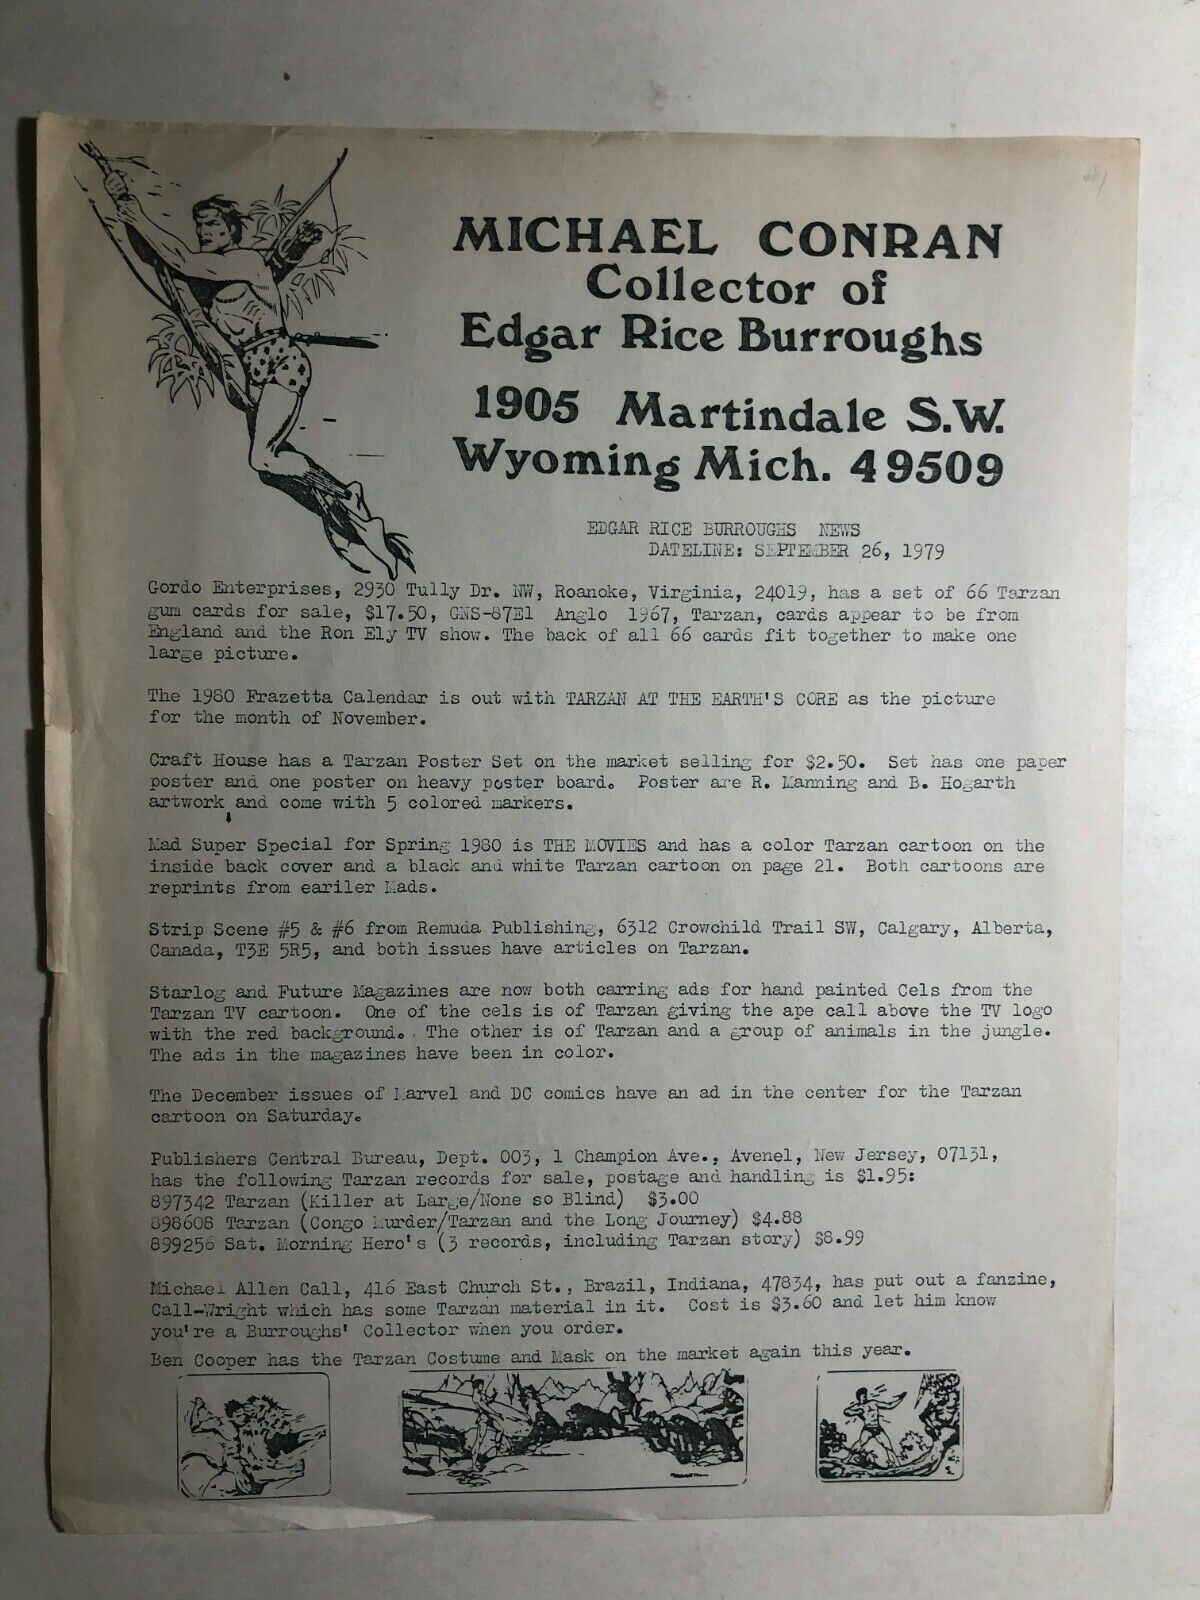 MICHAEL CONRAN
Collector of
Edgar Rice Burroughs
1905 Martindale S.W.
Wyoming Mich. 49509
EDGAR RICE BURROUGHS NEWS
DATELINE: SEPTEMBER 26, 1979
Gordo Enterprises, 2930 Tully Dr. NW, Roanoke, Virginia, 24019, has a set of 66 Tarzan
gum cards for sale, $17.50, GNS-87E1 Anglo 1967, Tarzan, cards appear to be from
England and the Ron Ely TV show. The back of all 66 cards fit together to make one
large picture.
The 1980 Frazetta Calendar is out with TARZAN AT THE EARTH'S CORE as the picture
for the month of November.
Craft House has a Tarzan Poster Set on the market selling for $2.50. Set has one paper
poster and one poster on heavy poster board. Poster are R. Manning and B. Hogarth
artwork and come with 5 colored markers.
Mad Super Special for Spring 1980 is THE MOVIES and has a color Tarzan cartoon on the
inside back cover and a black and white Tarzan cartoon on page 21. Both cartoons are
reprints from eariler Mads.
Strip Scene #5 & #6 from Remuda Publishing, 6312 Crowchild Trail SW, Calgary, Alberta,
Canada, T3E 5R5, and both issues have articles on Tarzan.
Starlog and Future Magazines are now both carring ads for hand painted Cels from the
Tarzan TV cartoon. One of the cels is of Tarzan giving the ape call above the TV logo
with the red background. The other is of Tarzan and a group of animals in the jungle.
The ads in the magazines have been in color.
The December issues of Marvel and DC comics have an ad in the center for the Tarzan
cartoon on Saturday.
Publishers Central Bureau, Dept. 003, 1 Champion Ave., Avenel, New Jersey, 07131,
has the following Tarzan records for sale, postage and handling is $1.95:
897342 Tarzan (Killer at Large/None so Blind) $3.00
898608 Tarzan (Congo Murder/Tarzan and the Long Journey) $4.88
899256 Sat. Morning Hero's (3 records, including Tarzan story) $8.99
Michael Allen Call, 416 East Church St., Brazil, Indiana, 47834, has put out a fanzine,
Call-Wright which has some Tarzan material in it. Cost is $3.60 and let him know
you're a Burroughs' Collector when you order.
Ben Cooper has the Tarzan Costume and Mask on the market again this year.